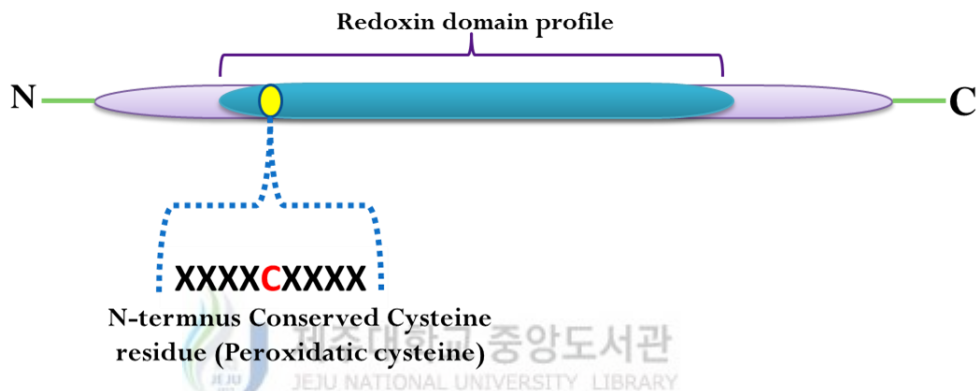 Redoxin domain profile
N
C
XXXXCXXXX
N-termnus Conserved Cysteine
residue (Peroxidatic cysteine)
제주대학교 중앙도서관
JEJU NATIONAL UNIVERSITY LIBRARY
JEJU